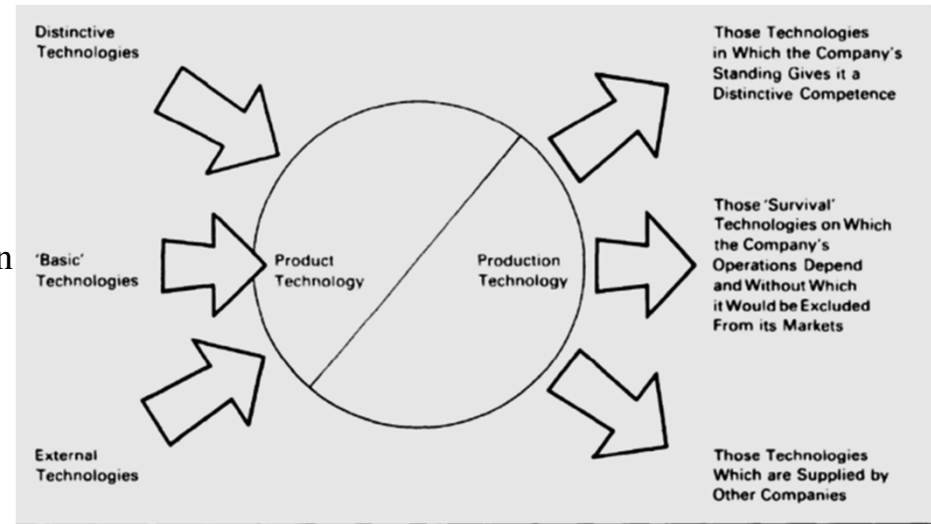 Distinctive
Technologies
Those Technologies
in Which the Company's
Standing Gives it a
Distinctive Competence
n
'Basic'
Technologies
Product
Technology
Production
Technology
Those 'Survival'
Technologies on Which
the Company's
Operations Depend
and Without Which
it Would be Excluded
From its Markets
External
Technologies
Those Technologies
Which are Supplied by
Other Companies